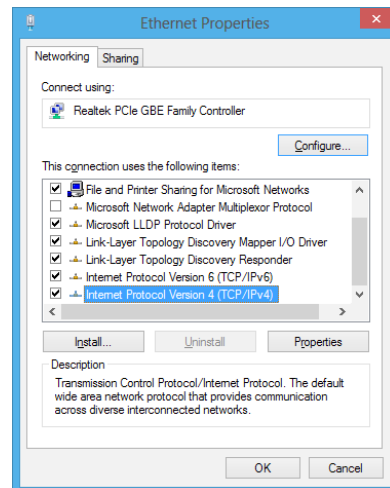 Ethernet Properties
Networking
Sharing
Connect using:
Realtek PCIe GBE Family Controller
Configure...
This connection uses the following items:
File and Printer Sharing for Microsoft Networks
Microsoft Network Adapter Multiplexor Protocol
Microsoft LLDP Protocol Driver
Link-Layer Topology Discovery Mapper I/O Driver
Link-Layer Topology Discovery Responder
Internet Protocol Version 6 (TCP/IPv6)
Internet Protocol Version 4 (TCP/IPv4)
Install...
Uninstall
Properties
Description
Transmission Control Protocol/Internet Protocol. The default
wide area network protocol that provides communication
across diverse interconnected networks.
OK
Cancel